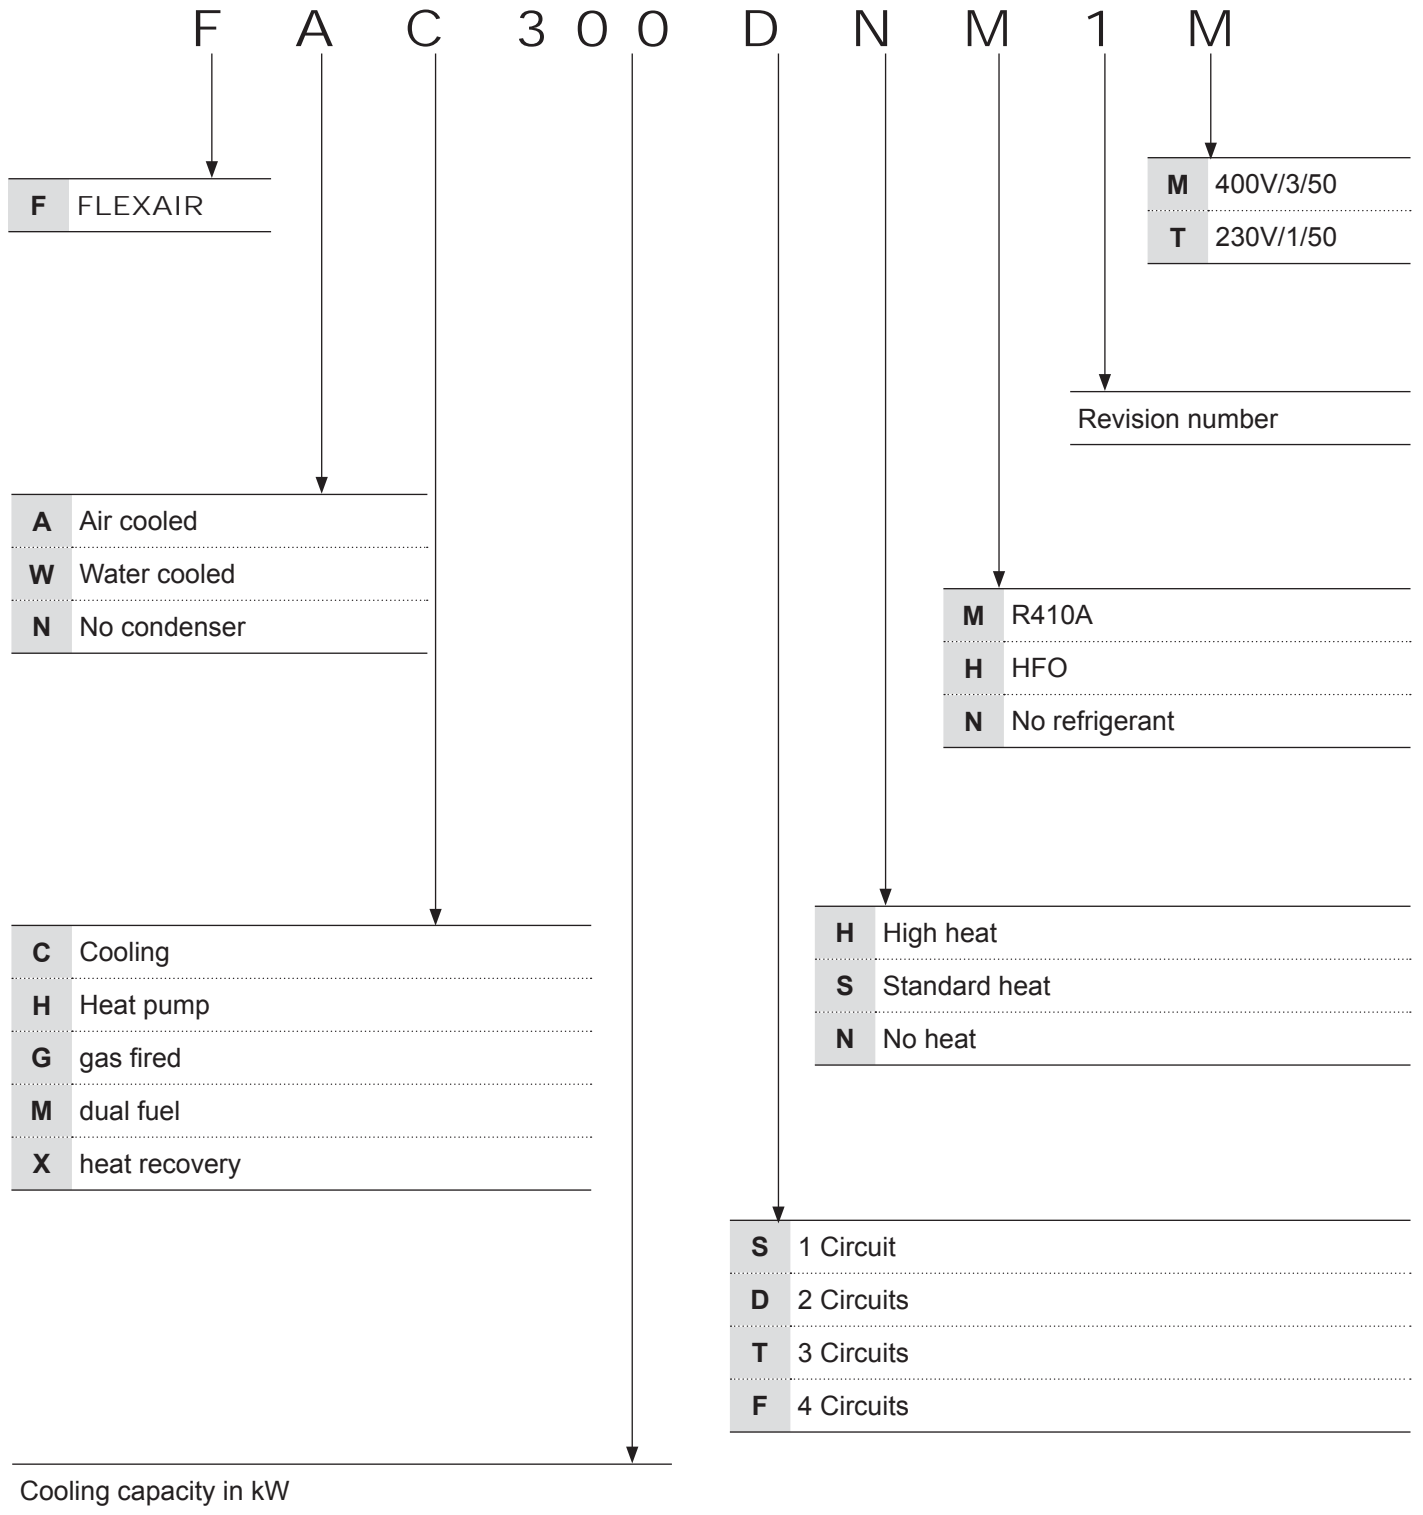 F A C 300 D N M 1 M
F FLEXAIR
M 400V/3/50
T 230V/1/50
Revision number
A Air cooled
W Water cooled
N No condenser
M R410A
H HFO
N No refrigerant
C Cooling
H Heat pump
G gas fired
M dual fuel
X heat recovery
H High heat
S Standard heat
N No heat
S 1 Circuit
D 2 Circuits
T 3 Circuits
F 4 Circuits
Cooling capacity in kW